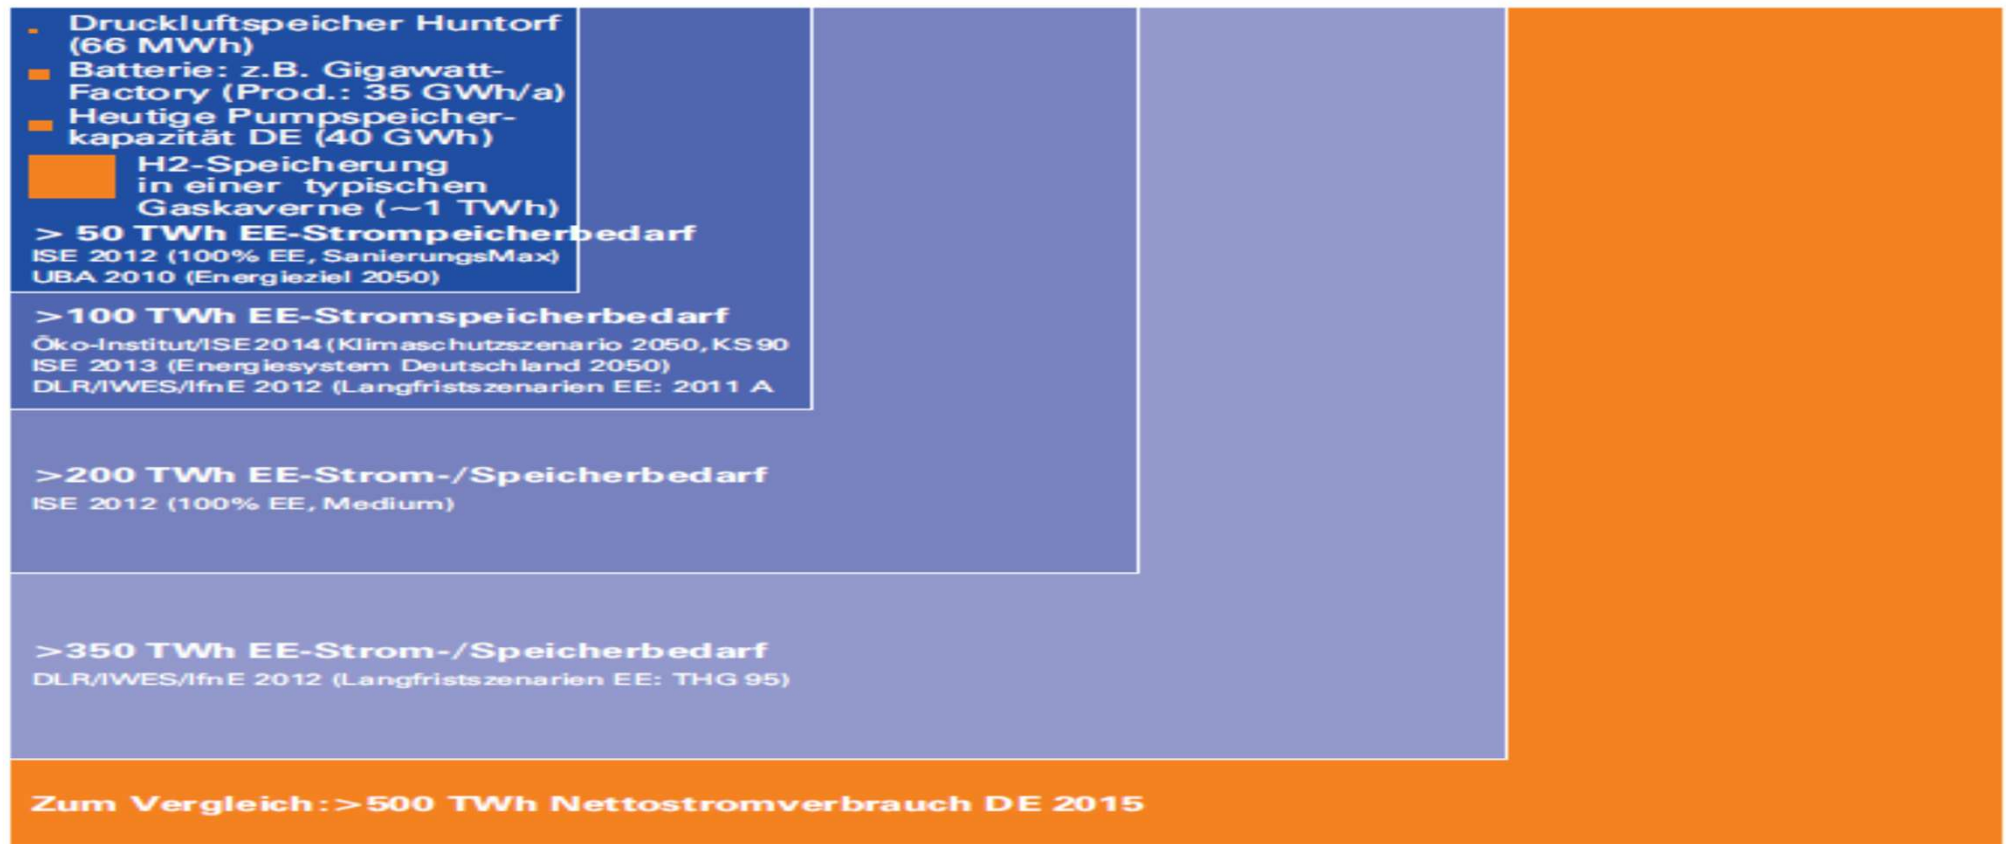 Druckluftspeicher Huntorf
(66 MWh)
Batterie: z.B. Gigawatt-
Factory (Prod.: 35 GWh/a)
Heutige Pumpspeicher-
kapazität DE (40 GWh)
H2-Speicherung
in einer typischen
Gaskaverne (~1 TWh)
> 50 TWh EE-Strompeicherbedarf
ISE 2012 (100% EE, SanierungsMax)
UBA 2010 (Energieziel 2050)
>100 TWh EE-Stromspeicherbedarf
Öko-Institut/ISE 2014 (Klimaschutzszenario 2050, KS 90
ISE 2013 (Energiesystem Deutschland 2050)
DLR/IWES/IfnE 2012 (Langfristszenarien EE: 2011 A
>200 TWh EE-Strom-/Speicherbedarf
ISE 2012 (100% EE, Medium)
>350 TWh EE-Strom-/Speicherbedarf
DLR/IWES/IfnE 2012 (Langfristszenarien EE: THG 95)
Zum Vergleich: >500 TWh Nettostromverbrauch DE 2015